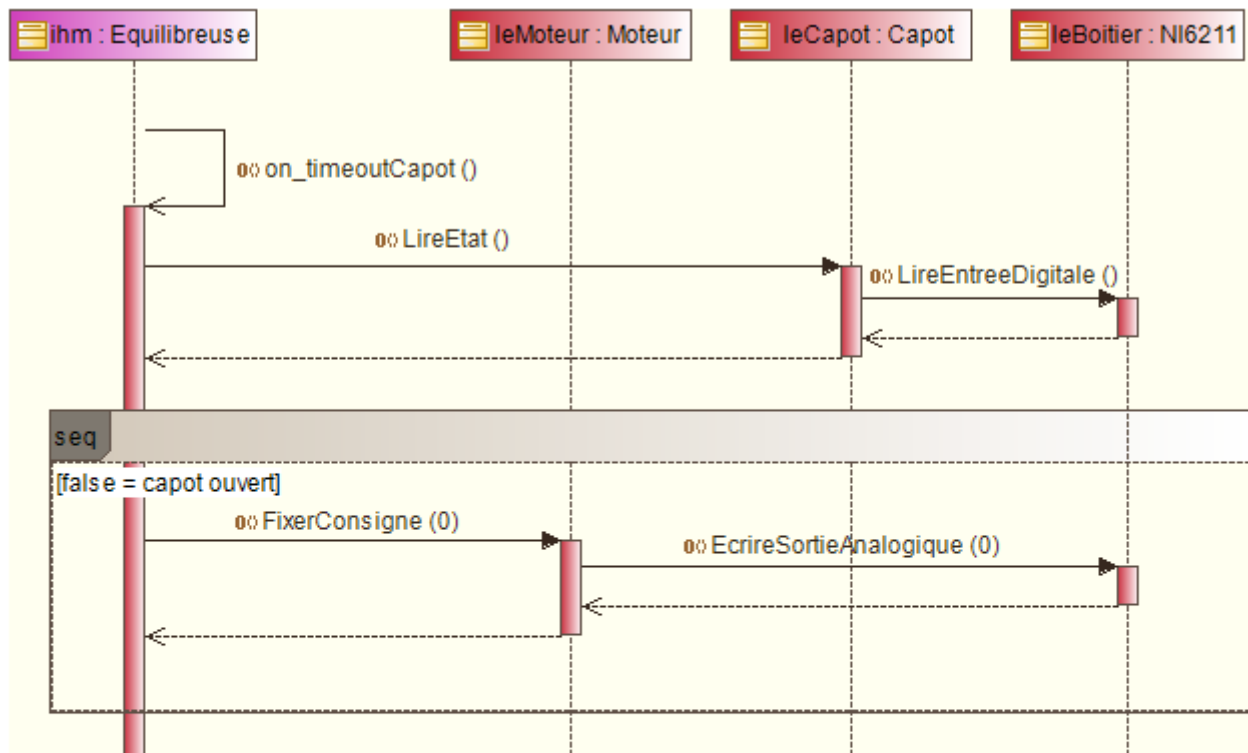 ihm : Equilibreuse
leMoteur : Moteur
leCapot : Capot
leBoitier : NI6211
on_timeoutCapot ()
LireEtat ()
LireEntreeDigitale ()
seq
[false = capot ouvert]
FixerConsigne (0)
EcrireSortieAnalogique (0)